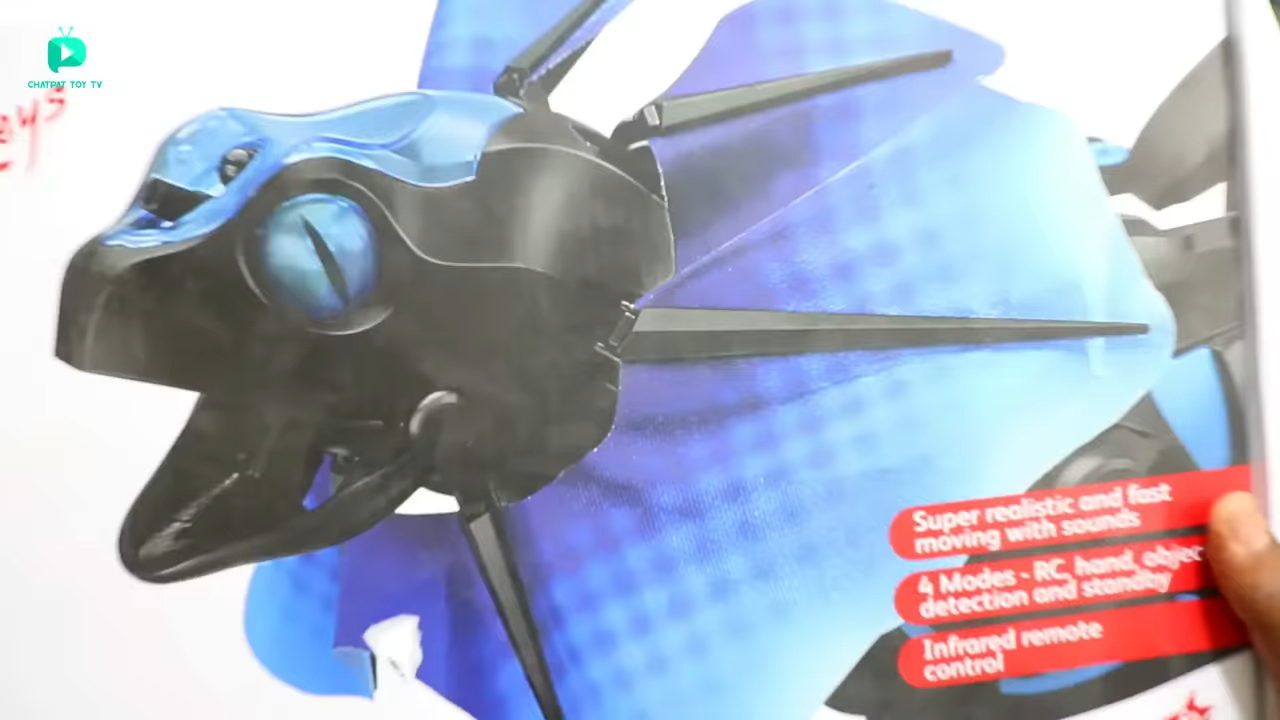 CHATPAT TOY TV
Super realistic and fast
moving with sounds
4 Modes - RC, hand, objec
detection and standby
Infrared remote
control